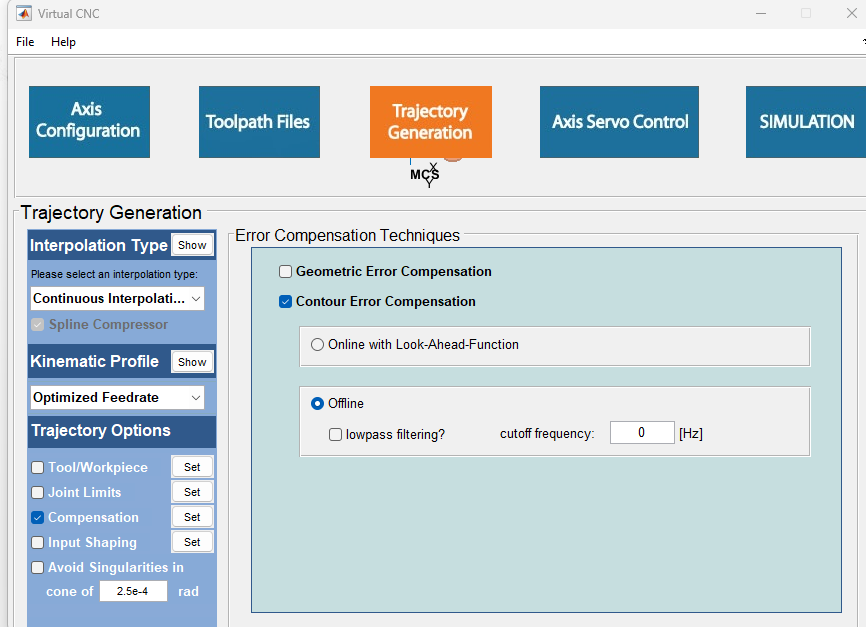 Virtual CNC
File Help
Axis
Configuration
Toolpath Files
Trajectory
Generation
Axis Servo Control
SIMULATION
MCS
X
Y
Trajectory Generation
Interpolation Type Show
Please select an interpolation type:
Continuous Interpolati...
Spline Compressor
Kinematic Profile Show
Optimized Feedrate
Trajectory Options
Tool/Workpiece Set
Joint Limits Set
Compensation Set
Input Shaping Set
Avoid Singularities in
cone of 2.5e-4 rad
Error Compensation Techniques
Geometric Error Compensation
Contour Error Compensation
Online with Look-Ahead-Function
Offline
lowpass filtering? cutoff frequency: 0 [Hz]